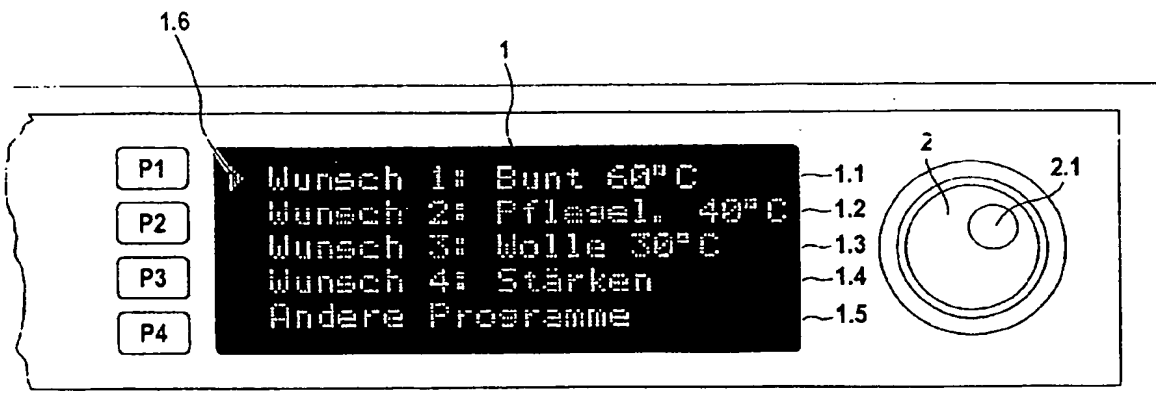 1.6
1
P1
P2
P3
P4
Wunsch 1: Bunt 60°C
Wunsch 2: Pflegel. 40°C
Wunsch 3: Wolle 30°C
Wunsch 4: Stärken
Andere Programme
1.1
1.2
1.3
1.4
1.5
2
2.1